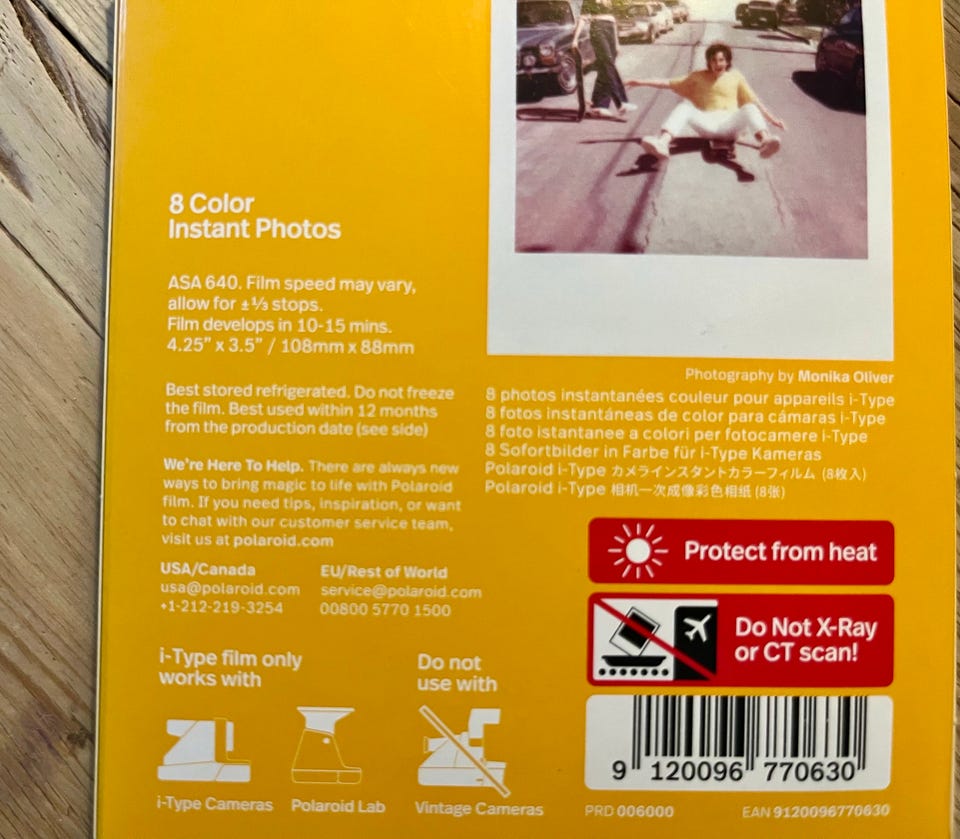 8 Color
Instant Photos
ASA 640. Film speed may vary,
allow for ±⅓ stops.
Film develops in 10-15 mins.
4.25” x 3.5” / 108mm x 88mm
Best stored refrigerated. Do not freeze
the film. Best used within 12 months
from the production date (see side)
We’re Here To Help. There are always new
ways to bring magic to life with Polaroid
film. If you need tips, inspiration, or want
to chat with our customer service team,
visit us at polaroid.com
USA/Canada
usa@polaroid.com
+1-212-219-3254
EU/Rest of World
service@polaroid.com
00800 5770 1500
i-Type film only
works with
i-Type Cameras
Polaroid Lab
Do not
use with
Vintage Cameras
Photography by Monika Oliver
8 photos instantanées couleur pour appareils i-Type
8 fotos instantáneas de color para cámaras i-Type
8 foto istantanee a colori per fotocamere i-Type
8 Sofortbilder in Farbe für i-Type Kameras
Polaroid i-Type カメラインスタントカラーフィルム (8枚入)
Polaroid i-Type 相机一次成像彩色相纸 (8张)
Protect from heat
Do Not X-Ray
or CT scan!
9 120096 770630
PRD 006000
EAN 9120096770630